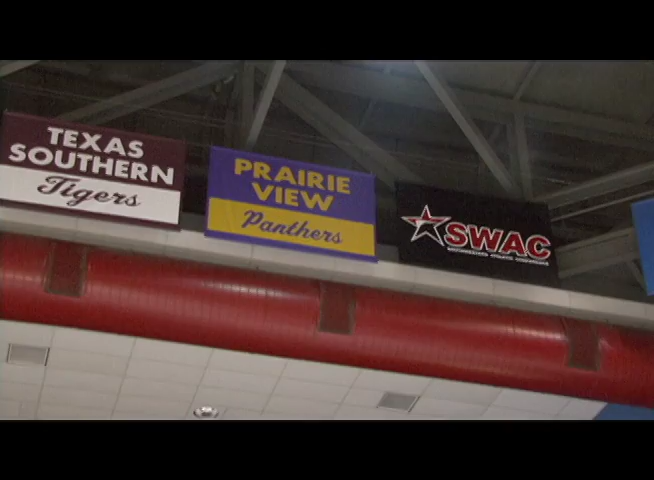 TEXAS
SOUTHERN
Tigers
PRAIRIE
VIEW
Panthers
SWAC